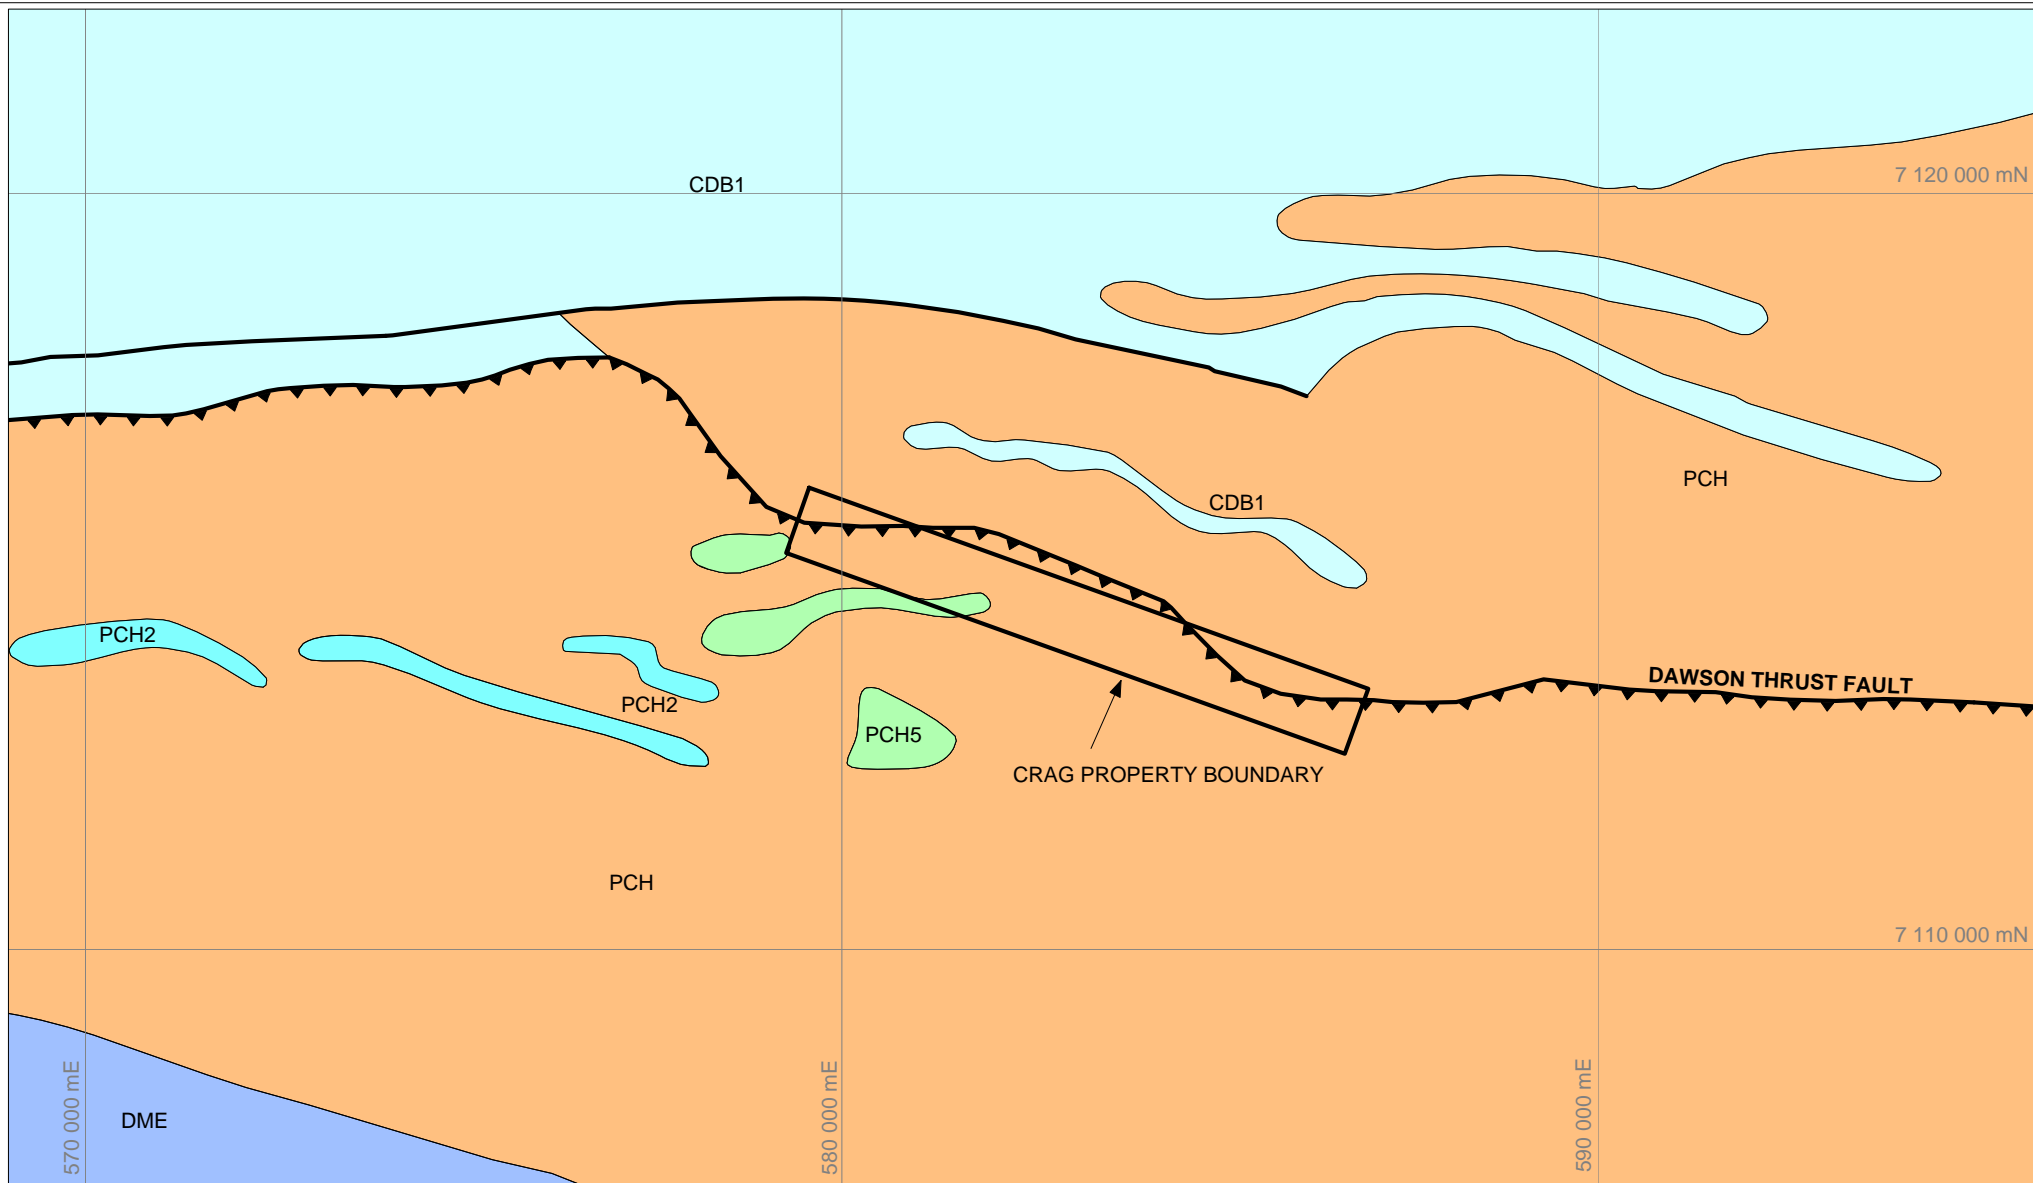 7 120 000 mN
CDB1
PCH
CDB1
PCH2
DAWSON THRUST FAULT
PCH2
PCH5
CRAG PROPERTY BOUNDARY
PCH
7 110 000 mN
DME
570 000 mE
580 000 mE
590 000 mE